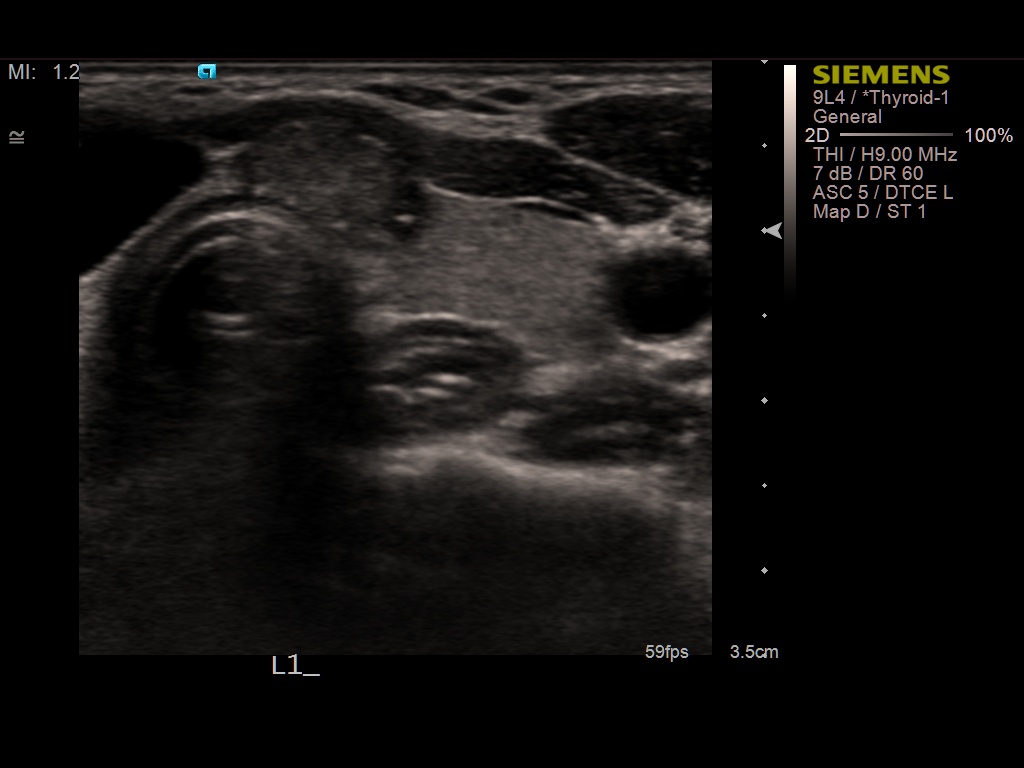 MI: 1.2
SIEMENS
9L4 / *Thyroid-1
General
2D 100%
THI / H9.00 MHz
7 dB / DR 60
ASC 5 / DTCE L
Map D / ST 1
59fps 3.5cm
L1_